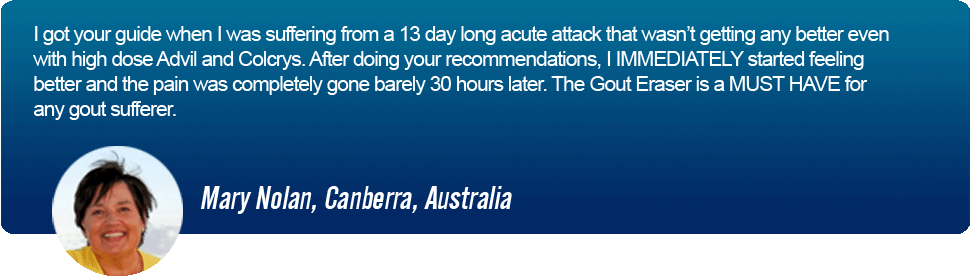 I got your guide when I was suffering from a 13 day long acute attack that wasn't getting any better even
with high dose Advil and Colcrys. After doing your recommendations, I IMMEDIATELY started feeling
better and the pain was completely gone barely 30 hours later. The Gout Eraser is a MUST HAVE for
any gout sufferer.
Mary Nolan, Canberra, Australia